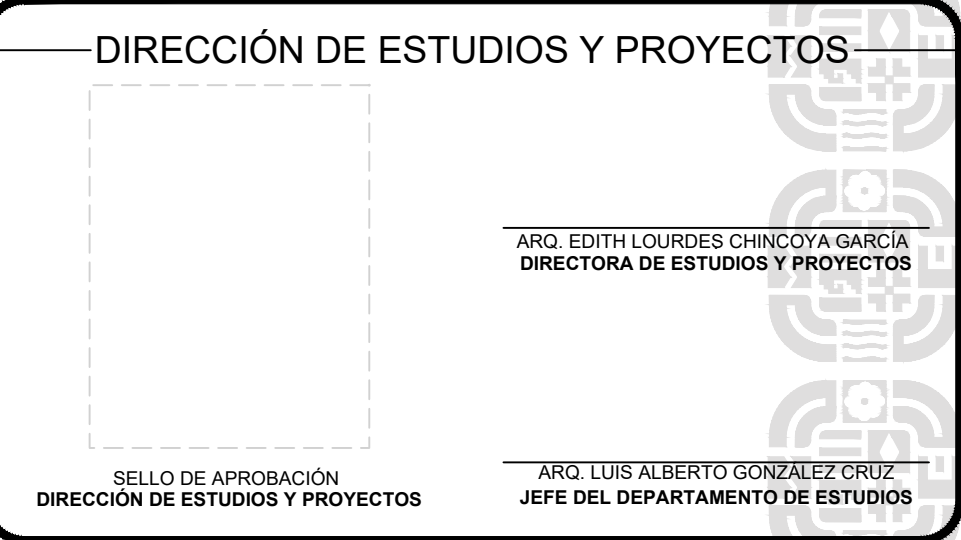 DIRECCIÓN DE ESTUDIOS Y PROYECTOS
ARQ. EDITH LOURDES CHINCOYA GARCÍA
DIRECTORA DE ESTUDIOS Y PROYECTOS
SELLO DE APROBACIÓN
DIRECCIÓN DE ESTUDIOS Y PROYECTOS
ARQ. LUIS ALBERTO GONZÁLEZ CRUZ
JEFE DEL DEPARTAMENTO DE ESTUDIOS